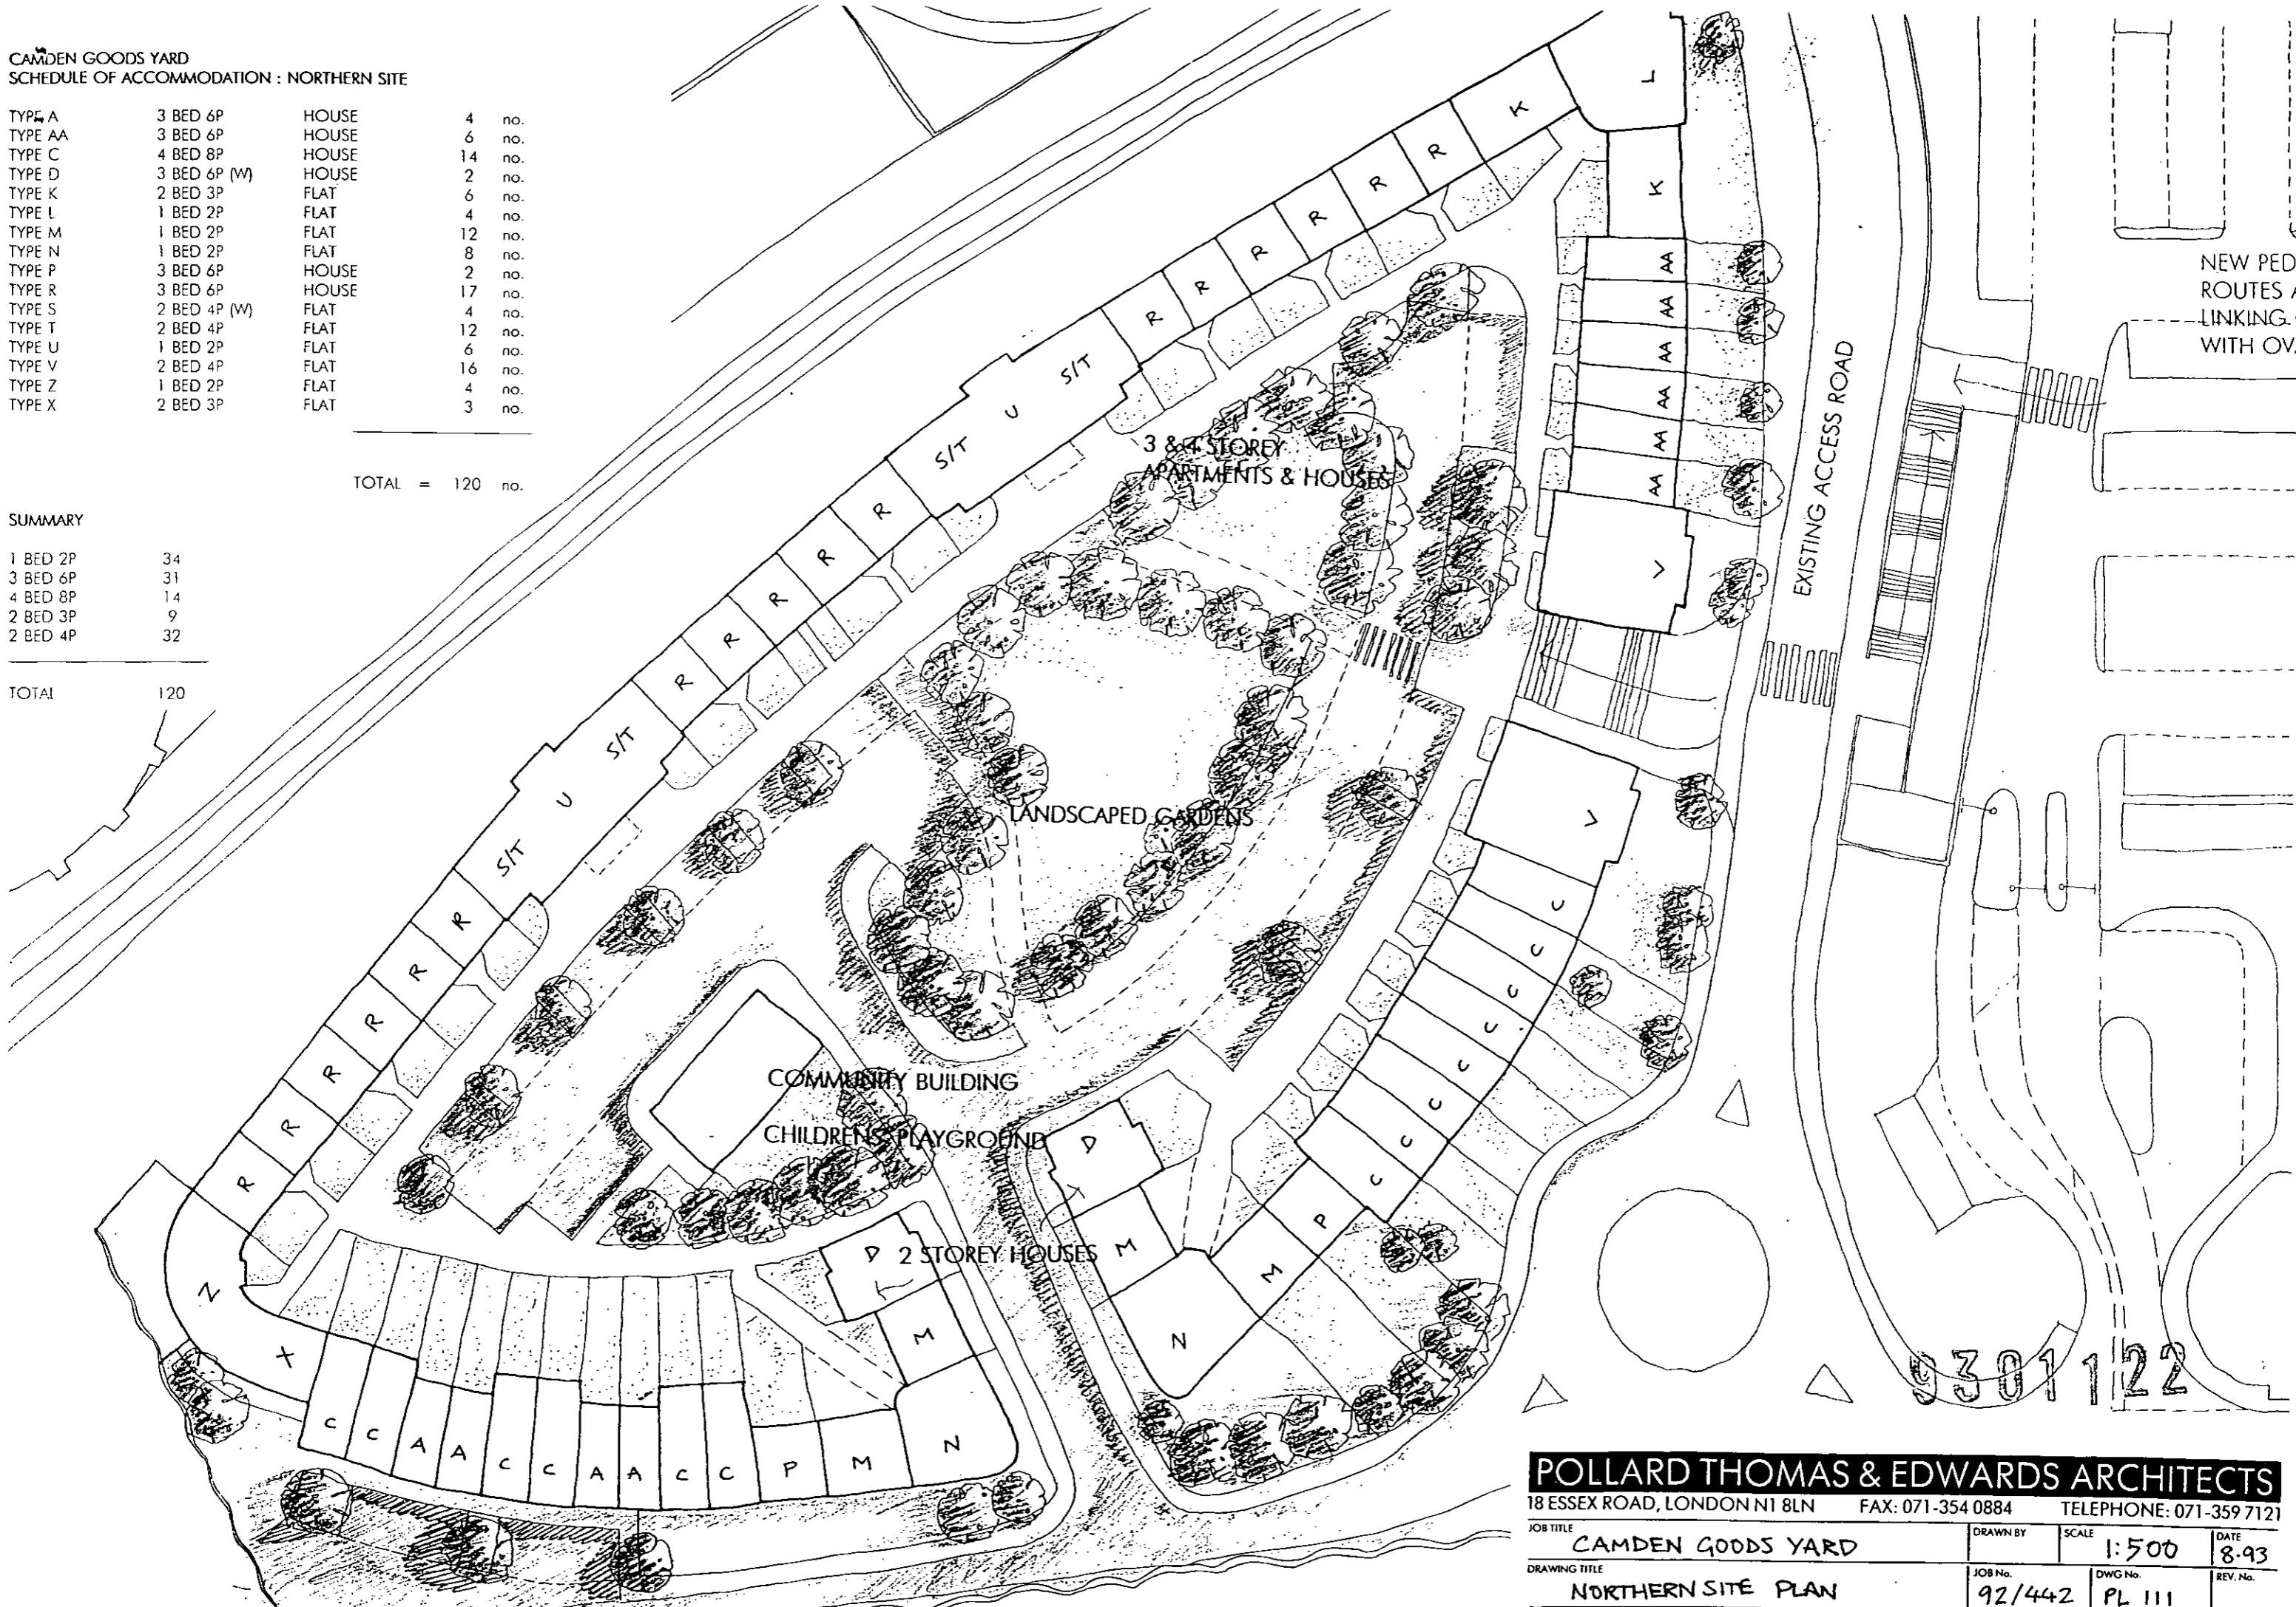 CAMDEN GOODS YARD
SCHEDULE OF ACCOMMODATION : NORTHERN SITE
TYPE A 3 BED 6P HOUSE 4 no.
TYPE AA 3 BED 6P HOUSE 6 no.
TYPE C 4 BED 8P HOUSE 14 no.
TYPE D 3 BED 6P (W) HOUSE 2 no.
TYPE K 2 BED 3P FLAT 6 no.
TYPE L 1 BED 2P FLAT 4 no.
TYPE M 1 BED 2P FLAT 12 no.
TYPE N 1 BED 2P FLAT 8 no.
TYPE P 3 BED 6P HOUSE 2 no.
TYPE R 3 BED 6P HOUSE 17 no.
TYPE S 2 BED 4P (W) FLAT 4 no.
TYPE T 2 BED 4P FLAT 12 no.
TYPE U 1 BED 2P FLAT 6 no.
TYPE V 2 BED 4P FLAT 16 no.
TYPE Z 1 BED 2P FLAT 4 no.
TYPE X 2 BED 3P FLAT 3 no.
TOTAL = 120 no.
SUMMARY
1 BED 2P 34
3 BED 6P 31
4 BED 8P 14
2 BED 3P 9
2 BED 4P 32
TOTAL 120
L
K
K
R
R
R
R
R
R
S/T
U
S/T
R
R
R
R
R
S/T
U
S/T
R
R
R
R
R
R
Z
X
AA
AA
AA
AA
AA
AA
V
V
C
C
C
C
C
C
C
C
P
M
N
M
D
D
M
N
C C A A C C A A C C P M
3 & 4 STOREY
APARTMENTS & HOUSES
LANDSCAPED GARDENS
COMMUNITY BUILDING
CHILDRENS PLAYGROUND
2 STOREY HOUSES
EXISTING ACCESS ROAD
NEW PED
ROUTES
LINKING
WITH OV
9301122
POLLARD THOMAS & EDWARDS ARCHITECTS
18 ESSEX ROAD, LONDON N1 8LN FAX: 071-354 0884 TELEPHONE: 071-359 7121
JOB TITLE CAMDEN GOODS YARD DRAWN BY SCALE 1:500 DATE 8.93
DRAWING TITLE NORTHERN SITE PLAN JOB No. 92/442 DWG No. PL 111 REV. No.